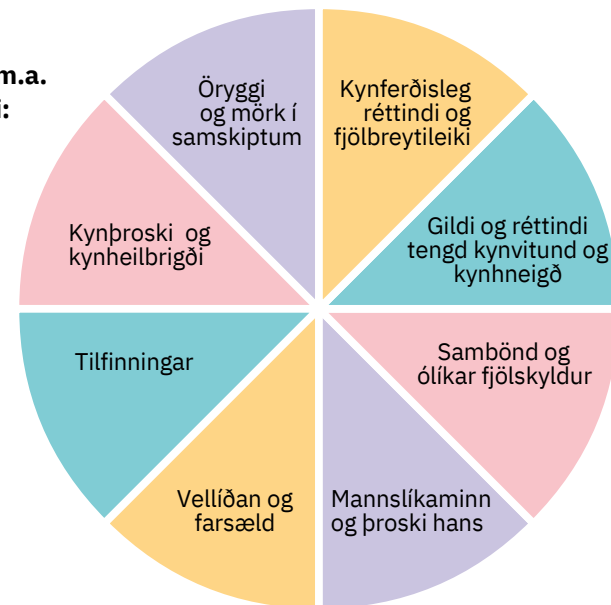 m.a.
i:
Öryggi
og mörk í
samskiptum
Kynferðisleg
réttindi og
fjölbreytileiki
Gildi og réttindi
tengd kynvitund og
kynhneigð
Sambönd og
ólíkar fjölskyldur
Mannslíkaminn
og þroski hans
Vellíðan og
farsæld
Tilfinningar
Kynþroski og
kynheilbrigði